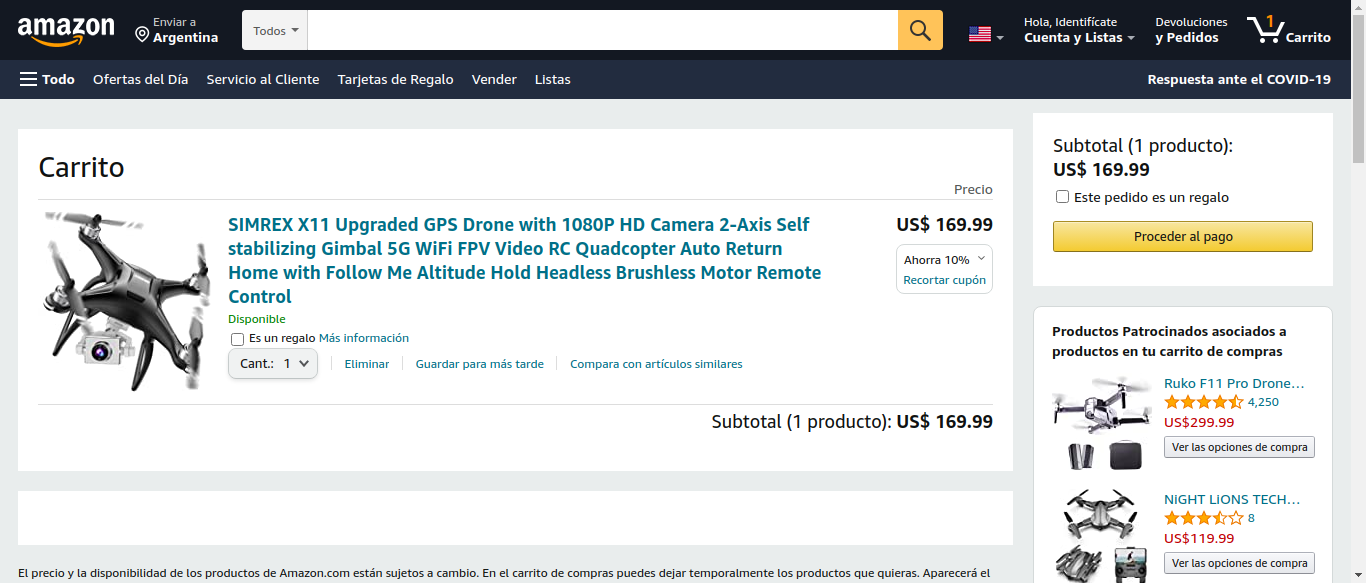 amazon
Enviar a
Argentina
Todos
Hola, Identifícate
Cuenta y Listas
Devoluciones
y Pedidos
1
Carrito
Todo
Ofertas del Día
Servicio al Cliente
Tarjetas de Regalo
Vender
Listas
Respuesta ante el COVID-19
Carrito
Precio
SIMREX X11 Upgraded GPS Drone with 1080P HD Camera 2-Axis Self
stabilizing Gimbal 5G WiFi FPV Video RC Quadcopter Auto Return
Home with Follow Me Altitude Hold Headless Brushless Motor Remote
Control
US$ 169.99
Ahorra 10%
Recortar cupón
Disponible
Es un regalo Más información
Cant.: 1
Eliminar
Guardar para más tarde
Compara con artículos similares
Subtotal (1 producto): US$ 169.99
El precio y la disponibilidad de los productos de Amazon.com están sujetos a cambio. En el carrito de compras puedes dejar temporalmente los productos que quieras. Aparecerá el
Subtotal (1 producto):
US$ 169.99
Este pedido es un regalo
Proceder al pago
Productos Patrocinados asociados a
productos en tu carrito de compras
Ruko F11 Pro Drone…
4,250
US$299.99
Ver las opciones de compra
NiGHT LiONS TECH…
8
US$119.99
Ver las opciones de compra